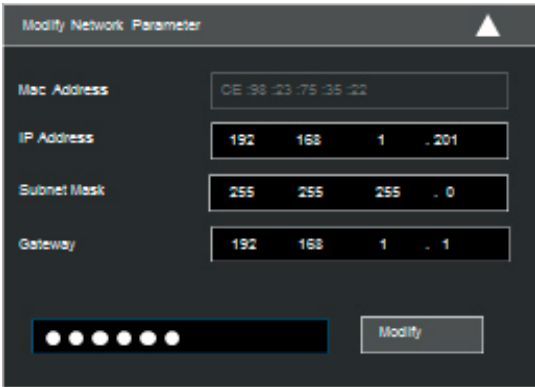 Modify Network Parameter
Mac Address CE :98 :23 :75 :35 :22
IP Address 192 168 1 . 201
Subnet Mask 255 255 255 . 0
Gateway 192 168 1 . 1
Modify